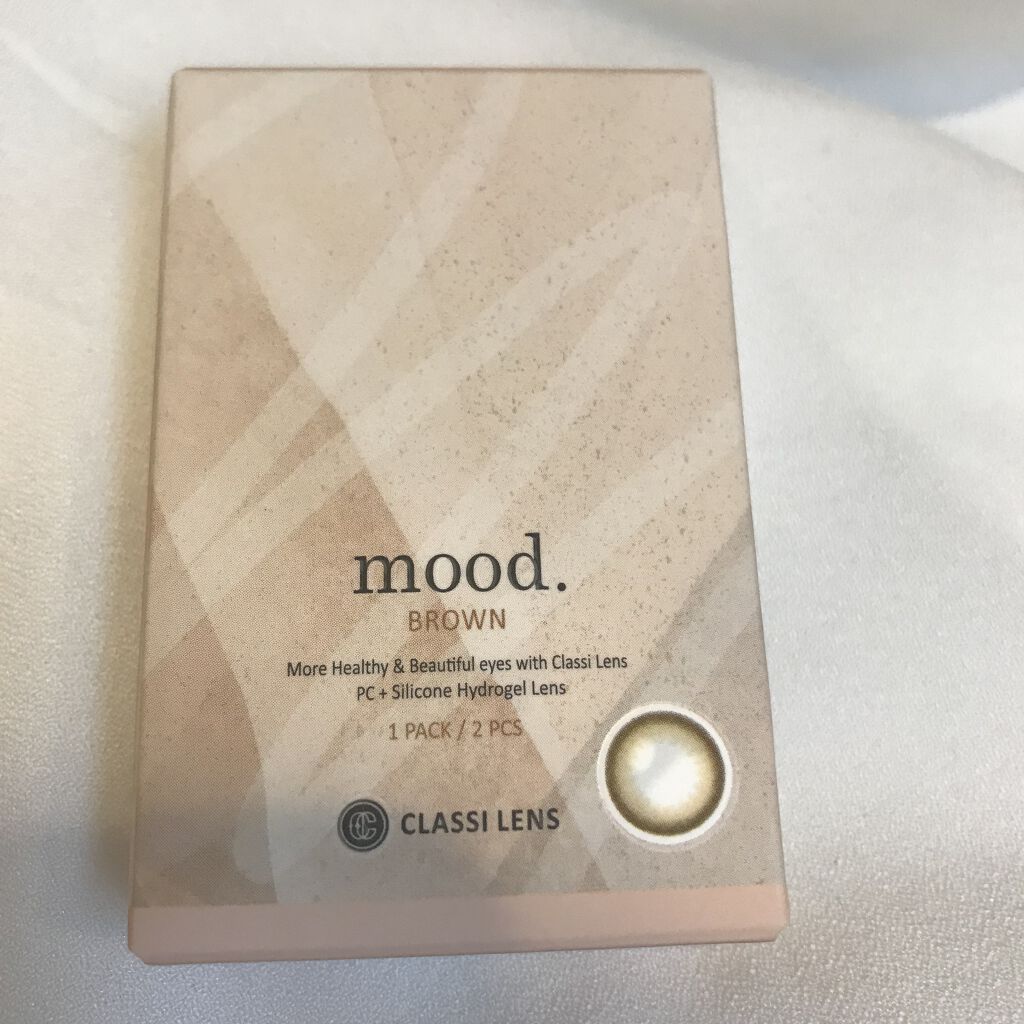 mood.
BROWN
More Healthy & Beautiful eyes with Classi Lens
PC + Silicone Hydrogel Lens
1 PACK / 2 PCS
CLASSI LENS